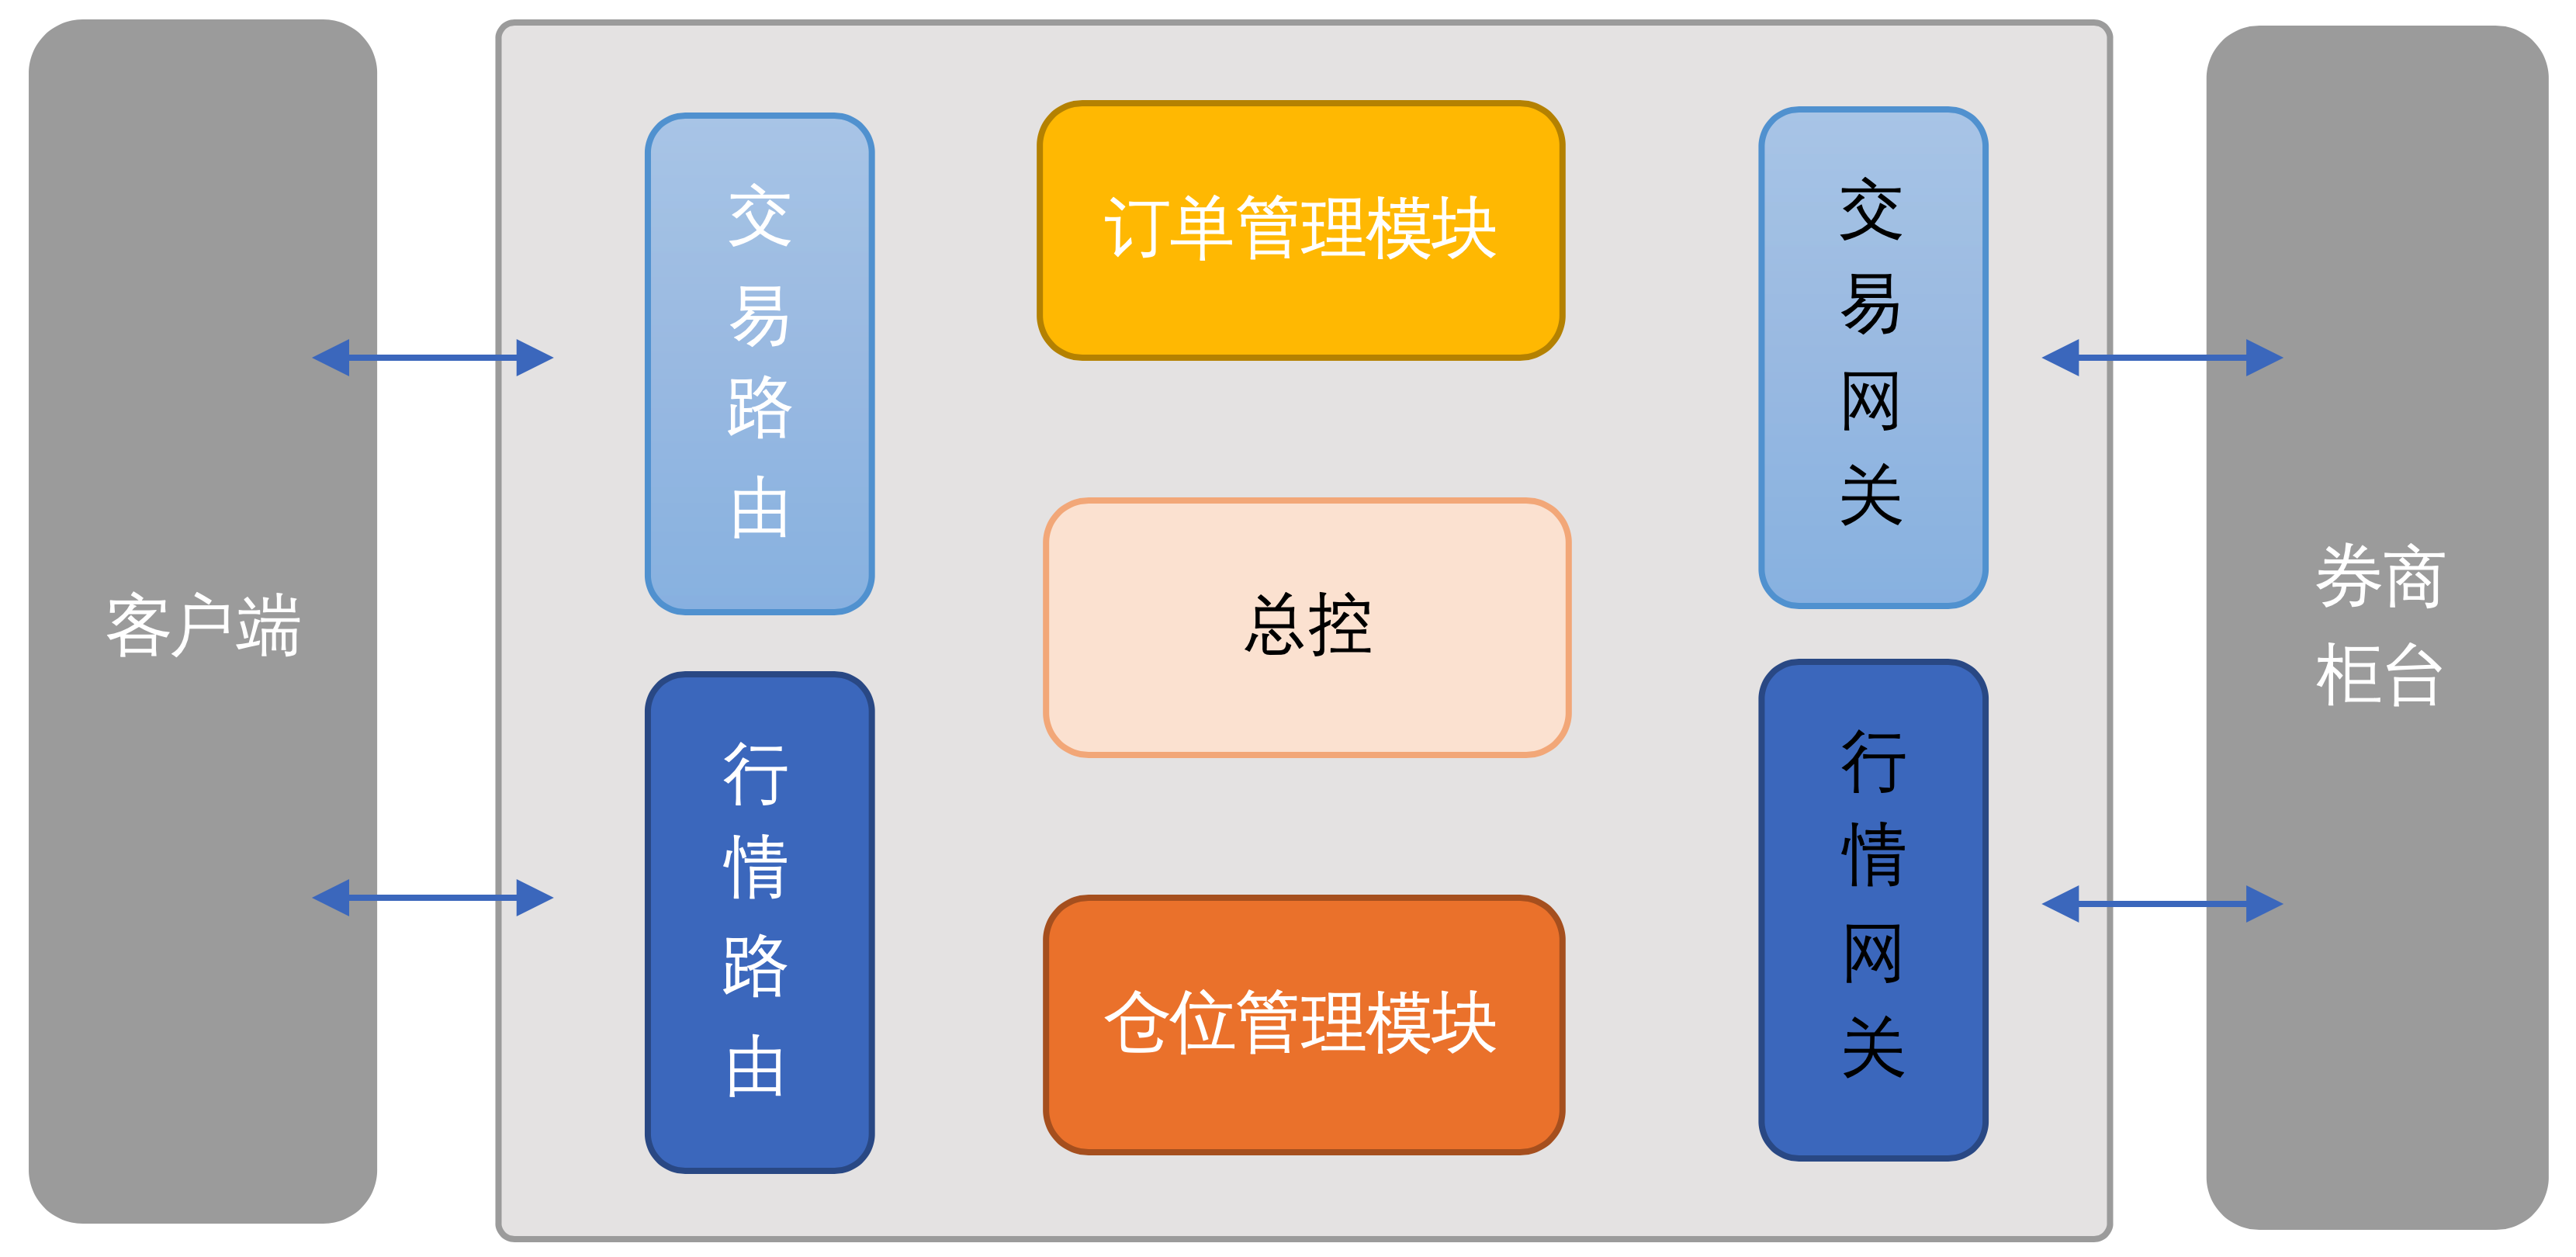 客户端
交易路由
行情路由
订单管理模块
总控
仓位管理模块
交易网关
行情网关
券商
柜台